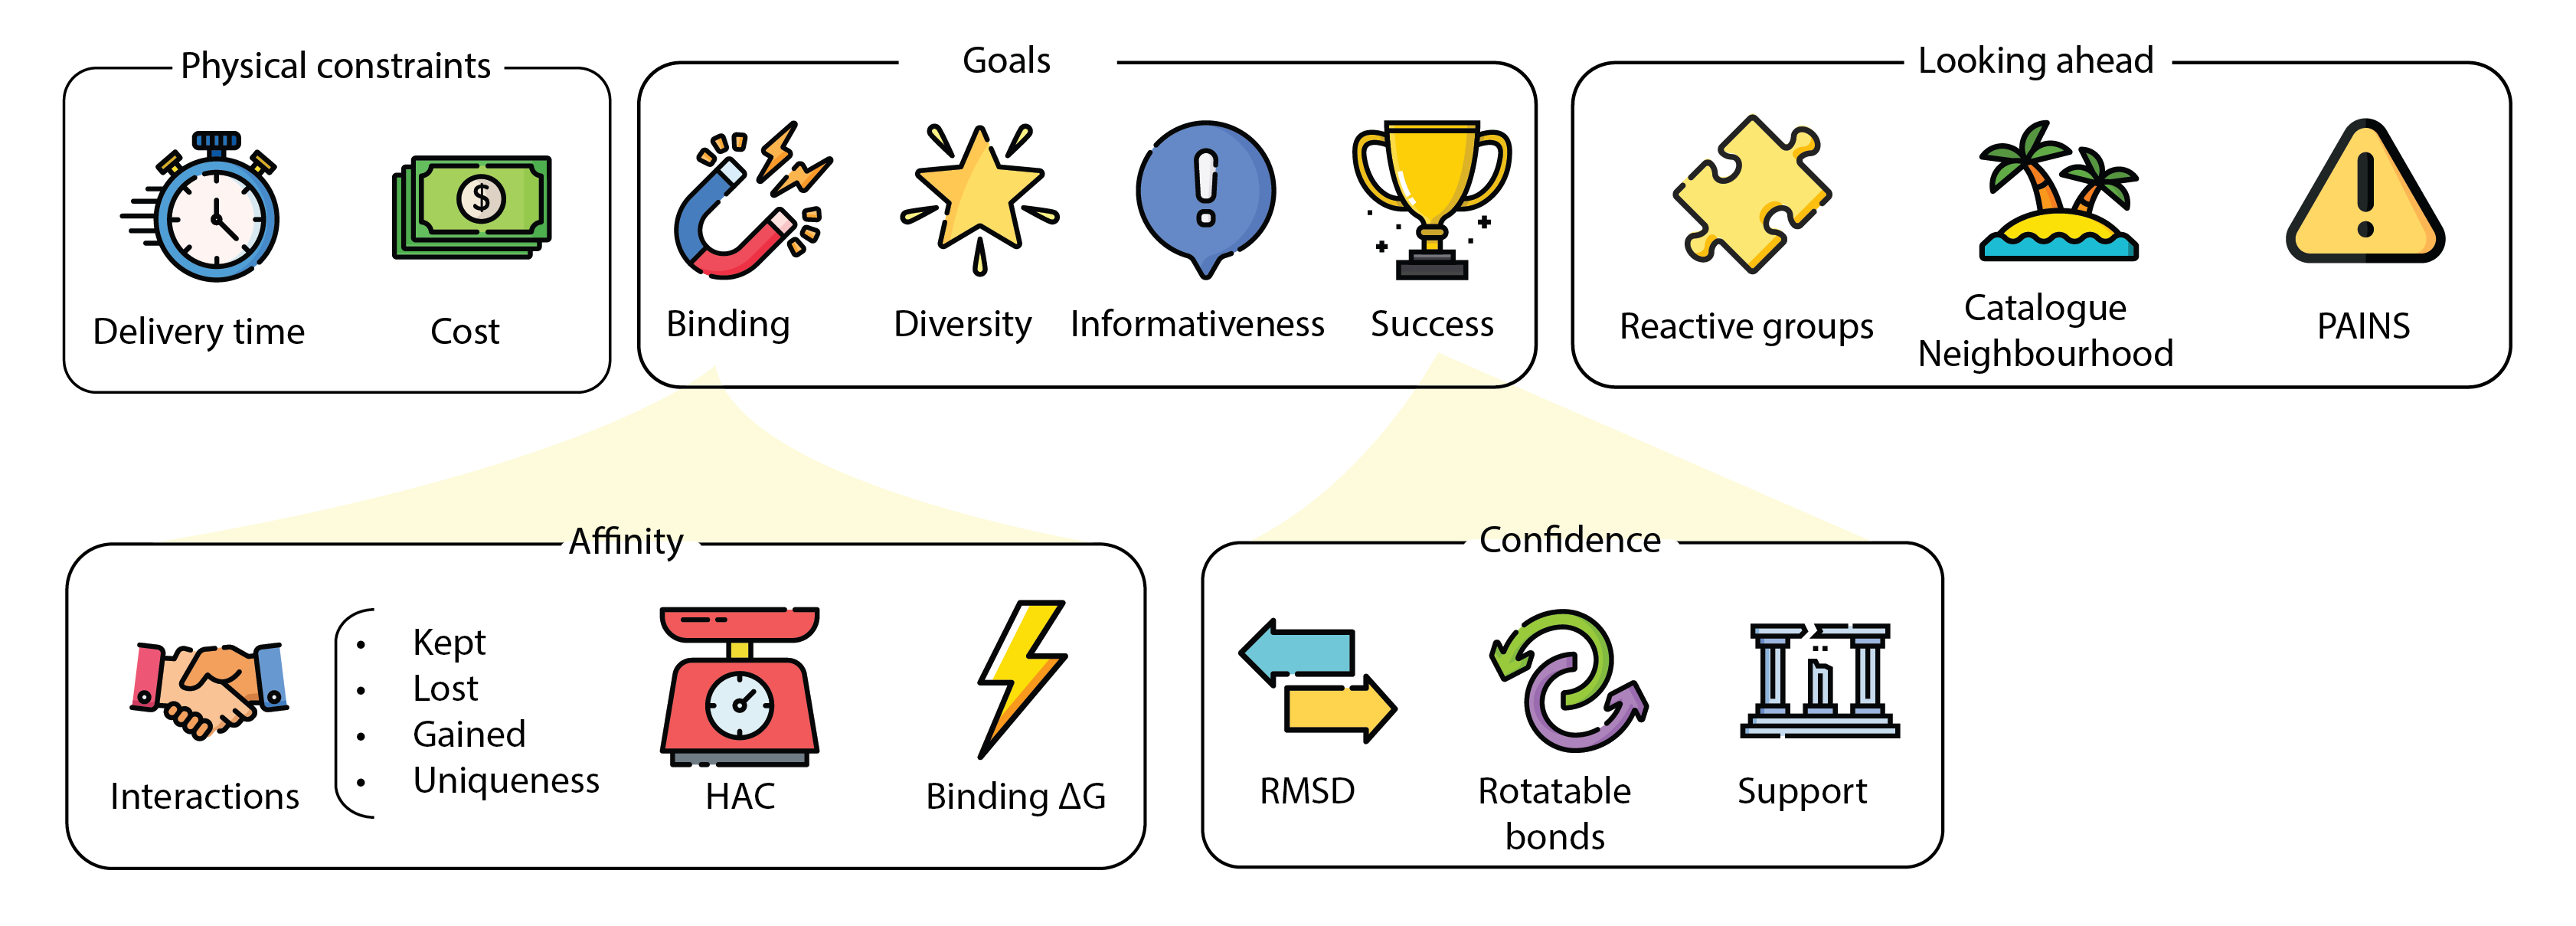 Physical constraints
Delivery time
Cost
Goals
Binding
Diversity
Informativeness
Success
Looking ahead
Reactive groups
Catalogue
Neighbourhood
PAINS
Affinity
Interactions
• Kept
• Lost
• Gained
• Uniqueness
HAC
Binding ΔG
Confidence
RMSD
Rotatable
bonds
Support